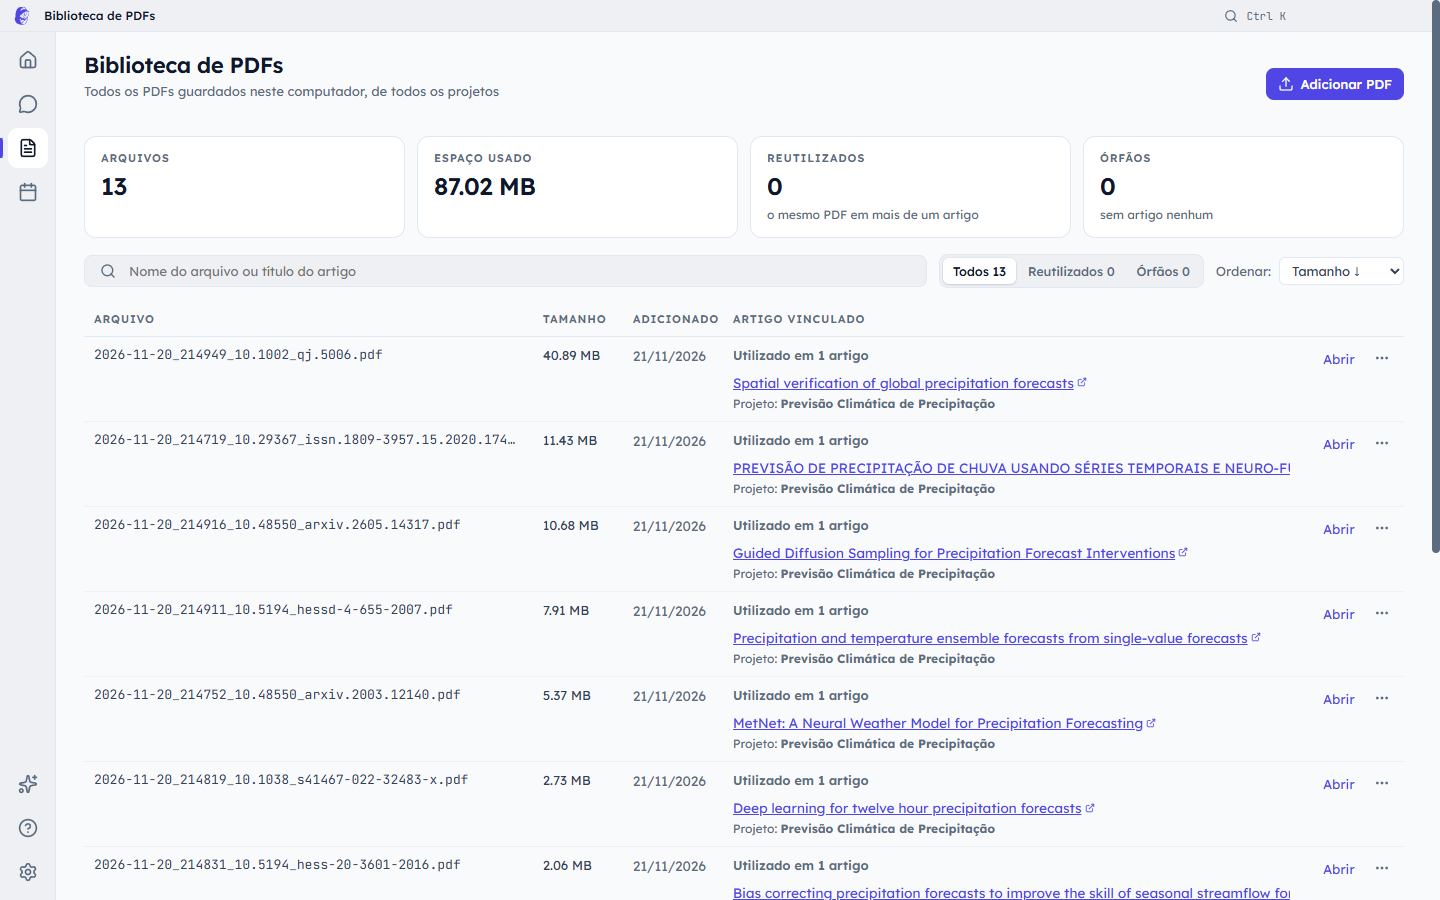 Biblioteca de PDFs
Ctrl K
Biblioteca de PDFs
Todos os PDFs guardados neste computador, de todos os projetos
Adicionar PDF
ARQUIVOS
13
ESPAÇO USADO
87.02 MB
REUTILIZADOS
0
o mesmo PDF em mais de um artigo
ÓRFÃOS
0
sem artigo nenhum
Nome do arquivo ou título do artigo
Todos 13
Reutilizados 0
Órfãos 0
Ordenar:
Tamanho ↓
ARQUIVO TAMANHO ADICIONADO ARTIGO VINCULADO
2026-11-20_214949_10.1002_qj.5006.pdf 40.89 MB 21/11/2026 Utilizado em 1 artigo Abrir ···
Spatial verification of global precipitation forecasts
Projeto: Previsão Climática de Precipitação
2026-11-20_214719_10.29367_issn.1809-3957.15.2020.174… 11.43 MB 21/11/2026 Utilizado em 1 artigo Abrir ···
PREVISÃO DE PRECIPITAÇÃO DE CHUVA USANDO SÉRIES TEMPORAIS E NEURO-FU
Projeto: Previsão Climática de Precipitação
2026-11-20_214916_10.48550_arxiv.2605.14317.pdf 10.68 MB 21/11/2026 Utilizado em 1 artigo Abrir ···
Guided Diffusion Sampling for Precipitation Forecast Interventions
Projeto: Previsão Climática de Precipitação
2026-11-20_214911_10.5194_hessd-4-655-2007.pdf 7.91 MB 21/11/2026 Utilizado em 1 artigo Abrir ···
Precipitation and temperature ensemble forecasts from single-value forecasts
Projeto: Previsão Climática de Precipitação
2026-11-20_214752_10.48550_arxiv.2003.12140.pdf 5.37 MB 21/11/2026 Utilizado em 1 artigo Abrir ···
MetNet: A Neural Weather Model for Precipitation Forecasting
Projeto: Previsão Climática de Precipitação
2026-11-20_214819_10.1038_s41467-022-32483-x.pdf 2.73 MB 21/11/2026 Utilizado em 1 artigo Abrir ···
Deep learning for twelve hour precipitation forecasts
Projeto: Previsão Climática de Precipitação
2026-11-20_214831_10.5194_hess-20-3601-2016.pdf 2.06 MB 21/11/2026 Utilizado em 1 artigo Abrir ···
Bias correcting precipitation forecasts to improve the skill of seasonal streamflow for